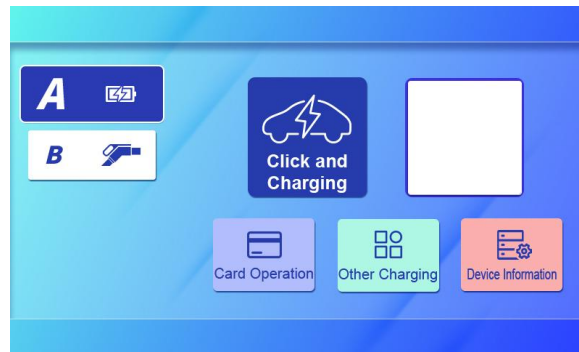 A
B
Click and
Charging
Card Operation
Other Charging
Device Information